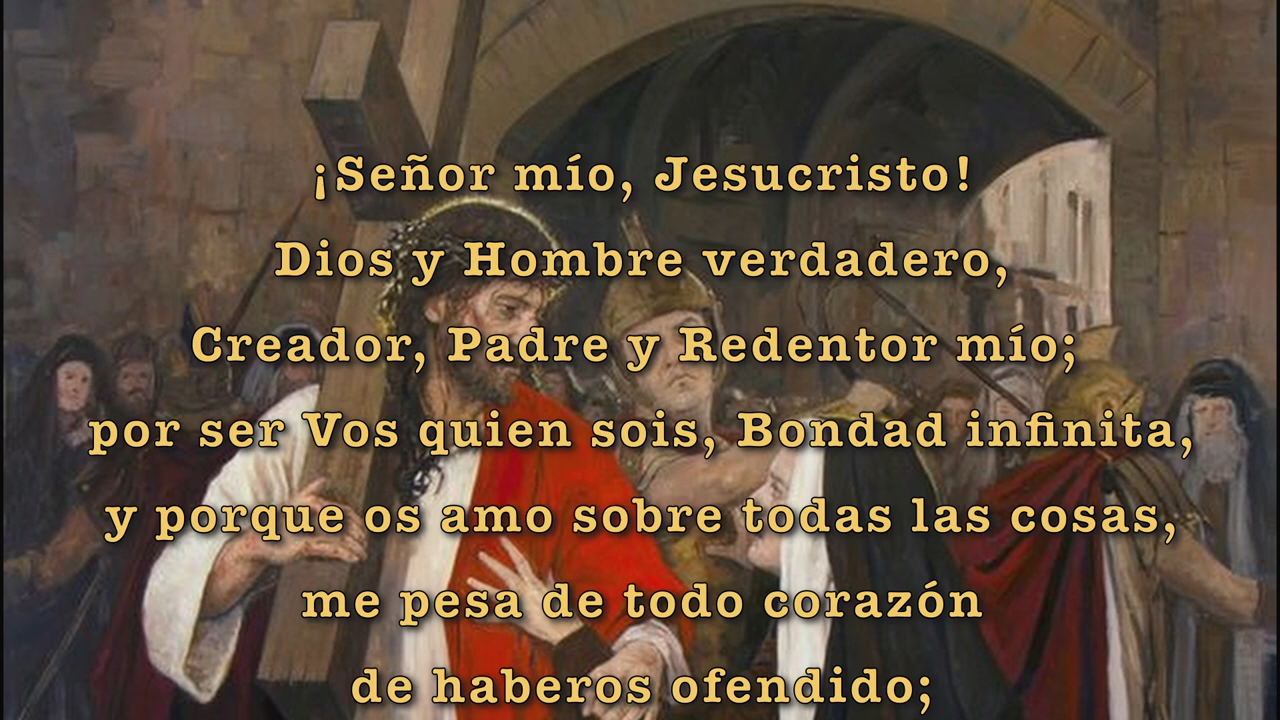 ¡Señor mío, Jesucristo!
Dios y Hombre verdadero,
Creador, Padre y Redentor mío;
por ser Vos quien sois, Bondad infinita,
y porque os amo sobre todas las cosas,
me pesa de todo corazón
de haberos ofendido;